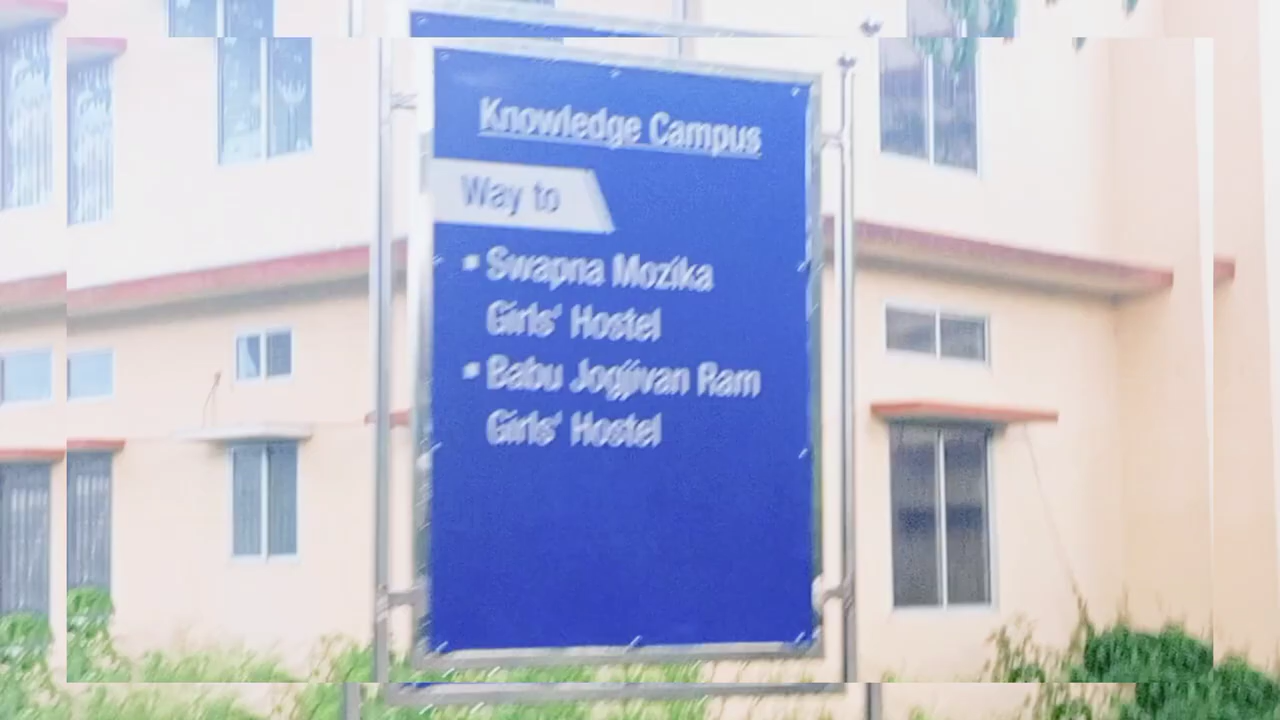 Knowledge Campus
Way to
▪ Swapna Mozika
Girls' Hostel
▪ Babu Jogjivan Ram
Girls' Hostel